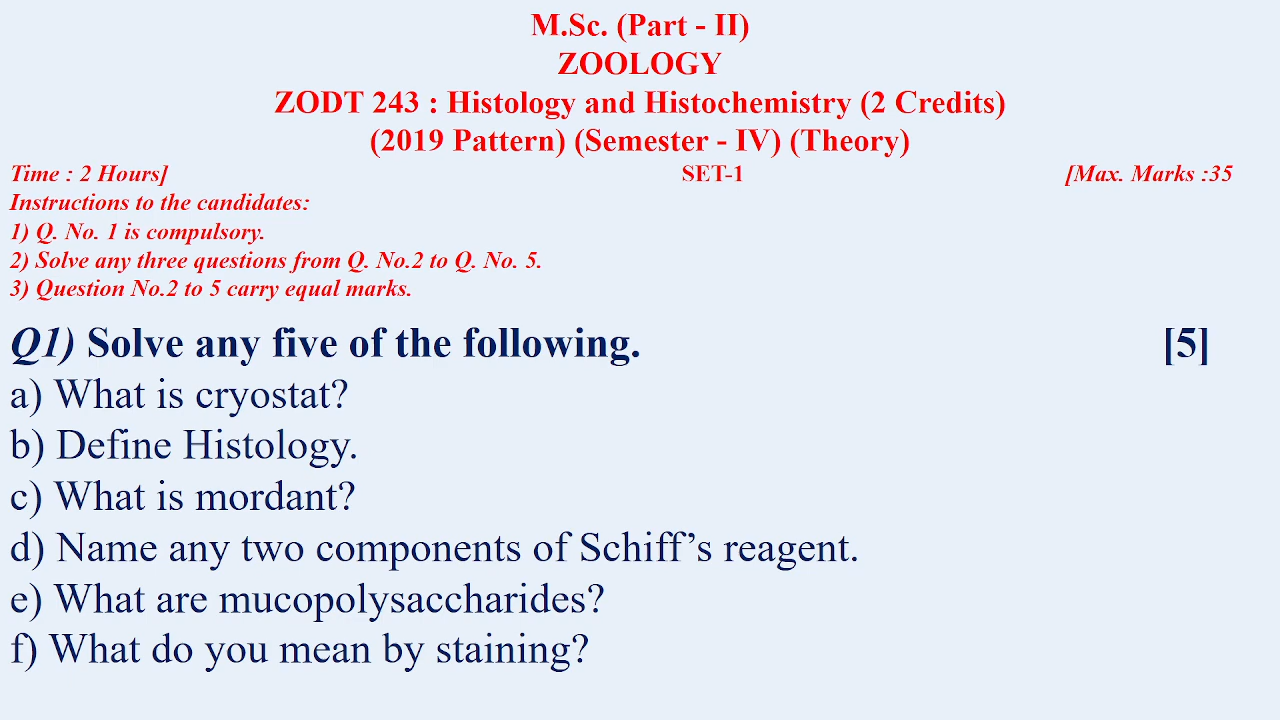 M.Sc. (Part - II)
ZOOLOGY
ZODT 243 : Histology and Histochemistry (2 Credits)
(2019 Pattern) (Semester - IV) (Theory)
Time : 2 Hours] SET-1 [Max. Marks :35
Instructions to the candidates:
1) Q. No. 1 is compulsory.
2) Solve any three questions from Q. No.2 to Q. No. 5.
3) Question No.2 to 5 carry equal marks.
Q1) Solve any five of the following. [5]
a) What is cryostat?
b) Define Histology.
c) What is mordant?
d) Name any two components of Schiff’s reagent.
e) What are mucopolysaccharides?
f) What do you mean by staining?